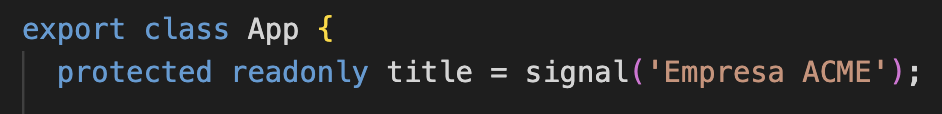 export class App {
  protected readonly title = signal('Empresa ACME');